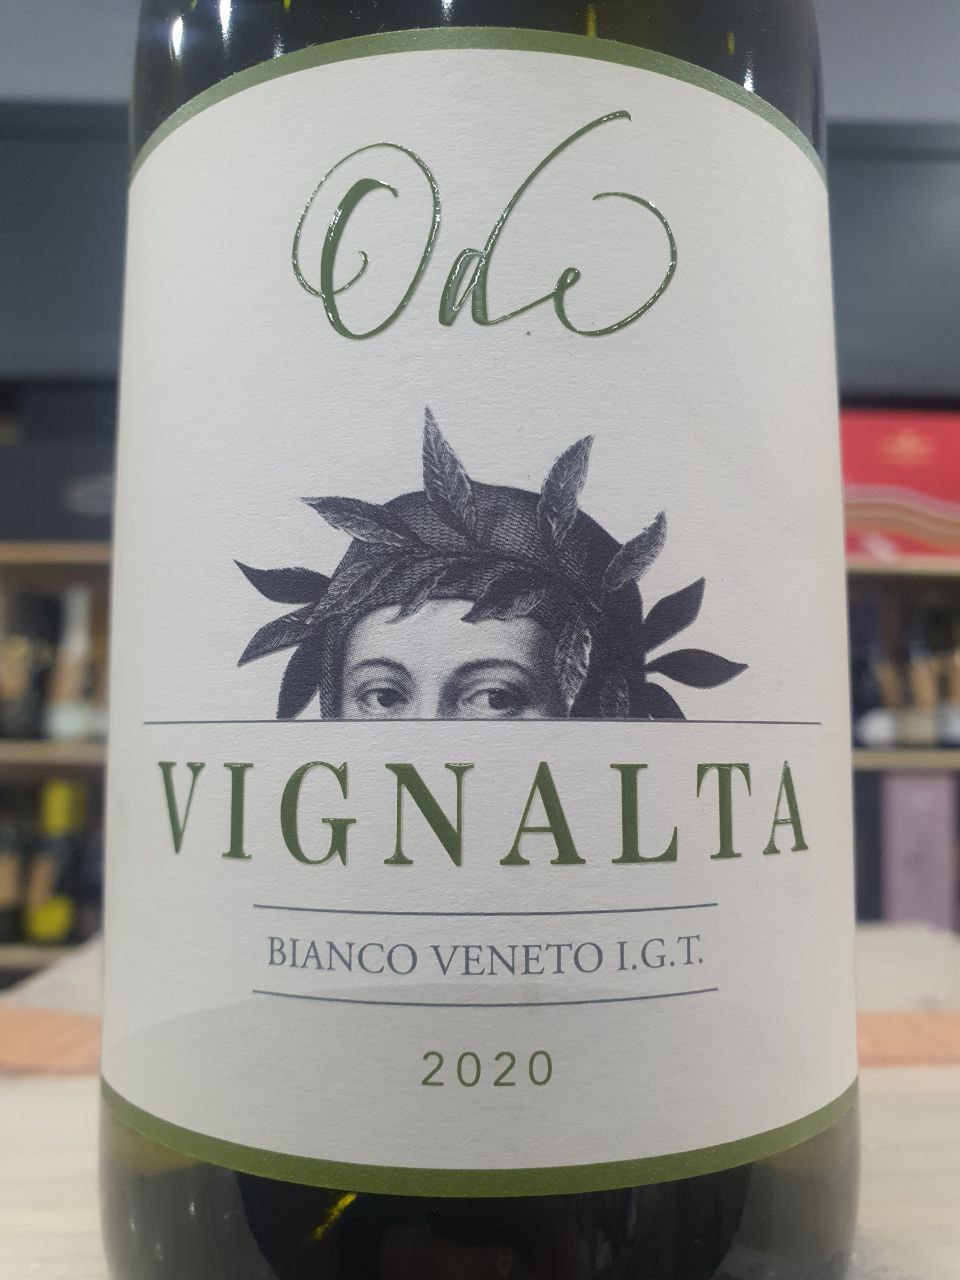 Ode
VIGNALTA
BIANCO VENETO I.G.T.
2020